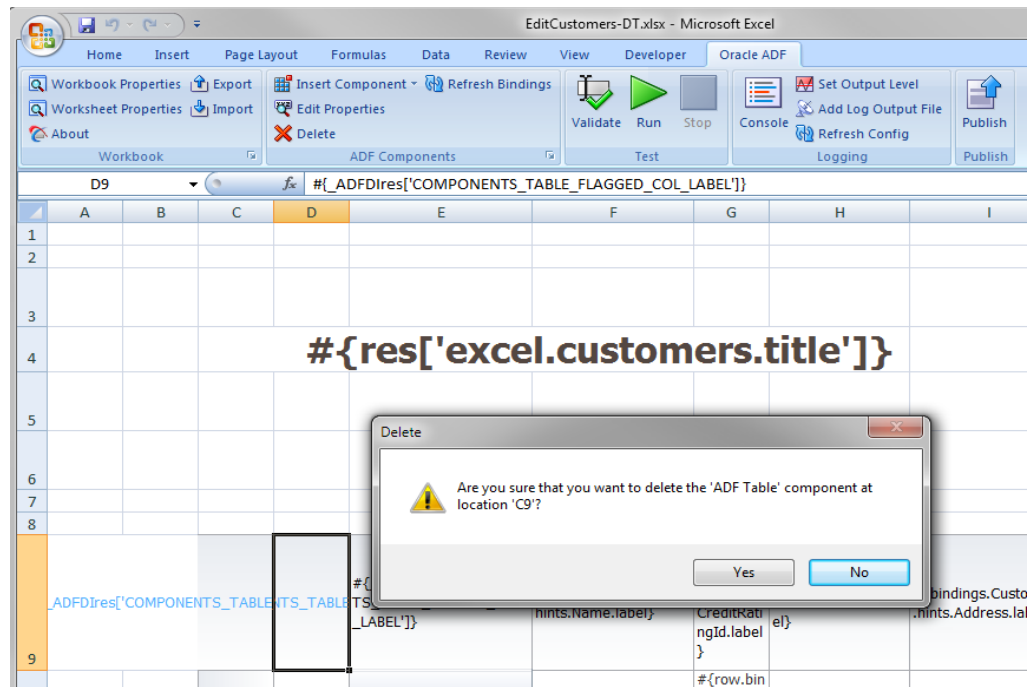 EditCustomers-DT.xlsx - Microsoft Excel
Home Insert Page Layout Formulas Data Review View Developer Oracle ADF
Workbook Properties Export Insert Component Refresh Bindings Set Output Level
Worksheet Properties Import Edit Properties Validate Run Stop Console Add Log Output File Publish
About Delete Refresh Config
Workbook ADF Components Test Logging Publish
D9 fx #{_ADFDIres['COMPONENTS_TABLE_FLAGGED_COL_LABEL']}
A B C D E F G H I
1
2
3
4 #{res['excel.customers.title']}
5
Delete
6 Are you sure that you want to delete the 'ADF Table' component at
location 'C9'?
7
8
Yes No
#{
_ADFDIres['COMPONENTS_TABLE NTS_TABLE
_LABEL']}
hints.Name.label}
CreditRati
ngId.label
}
el}
bindings.Custo
.hints.Address.lab
9
#{row.bin